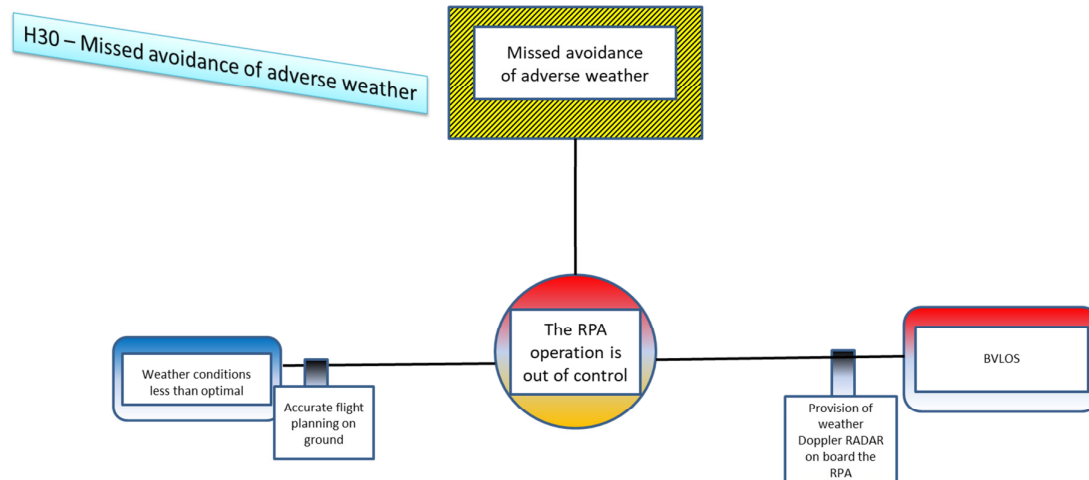 H30 – Missed avoidance of adverse weather
Missed avoidance
of adverse weather
The RPA
operation is
out of control
Weather conditions
less than optimal
Accurate flight
planning on
ground
Provision of
weather
Doppler RADAR
on board the
RPA
BVLOS